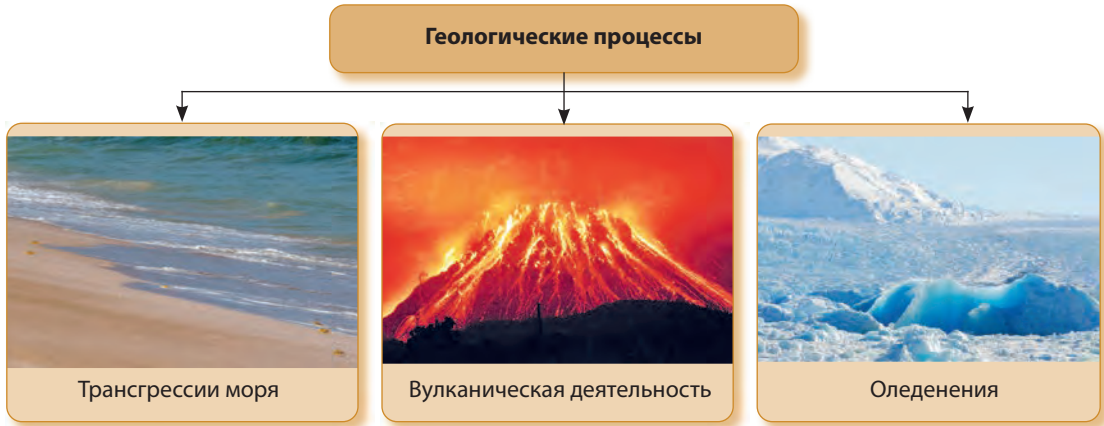 Геологические процессы
Трансгрессии моря
Вулканическая деятельность
Оледенения